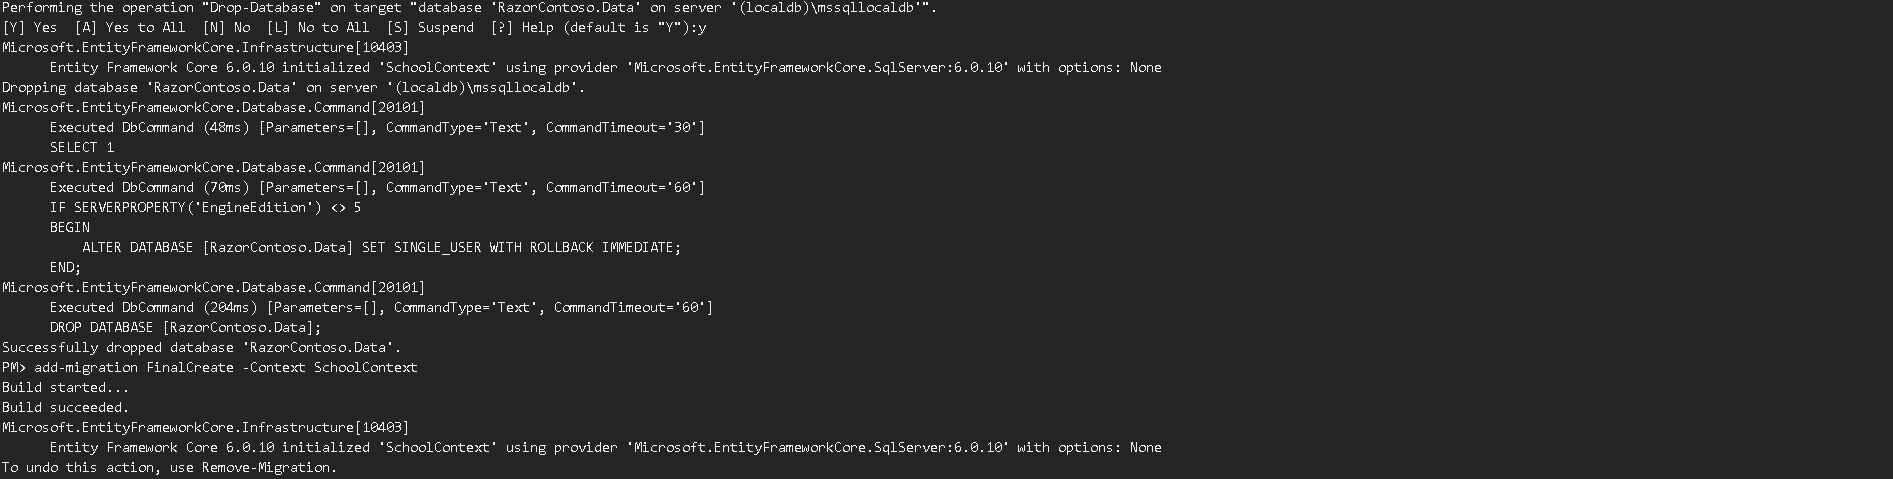 Performing the operation "Drop-Database" on target "database 'RazorContoso.Data' on server '(localdb)\mssqllocaldb'".
[Y] Yes  [A] Yes to All  [N] No  [L] No to All  [S] Suspend  [?] Help (default is "Y"):y
Microsoft.EntityFrameworkCore.Infrastructure[10403]
      Entity Framework Core 6.0.10 initialized 'SchoolContext' using provider 'Microsoft.EntityFrameworkCore.SqlServer:6.0.10' with options: None
Dropping database 'RazorContoso.Data' on server '(localdb)\mssqllocaldb'.
Microsoft.EntityFrameworkCore.Database.Command[20101]
      Executed DbCommand (48ms) [Parameters=[], CommandType='Text', CommandTimeout='30']
      SELECT 1
Microsoft.EntityFrameworkCore.Database.Command[20101]
      Executed DbCommand (70ms) [Parameters=[], CommandType='Text', CommandTimeout='60']
      IF SERVERPROPERTY('EngineEdition') <> 5
      BEGIN
          ALTER DATABASE [RazorContoso.Data] SET SINGLE_USER WITH ROLLBACK IMMEDIATE;
      END;
Microsoft.EntityFrameworkCore.Database.Command[20101]
      Executed DbCommand (204ms) [Parameters=[], CommandType='Text', CommandTimeout='60']
      DROP DATABASE [RazorContoso.Data];
Successfully dropped database 'RazorContoso.Data'.
PM> add-migration FinalCreate -Context SchoolContext
Build started...
Build succeeded.
Microsoft.EntityFrameworkCore.Infrastructure[10403]
      Entity Framework Core 6.0.10 initialized 'SchoolContext' using provider 'Microsoft.EntityFrameworkCore.SqlServer:6.0.10' with options: None
To undo this action, use Remove-Migration.